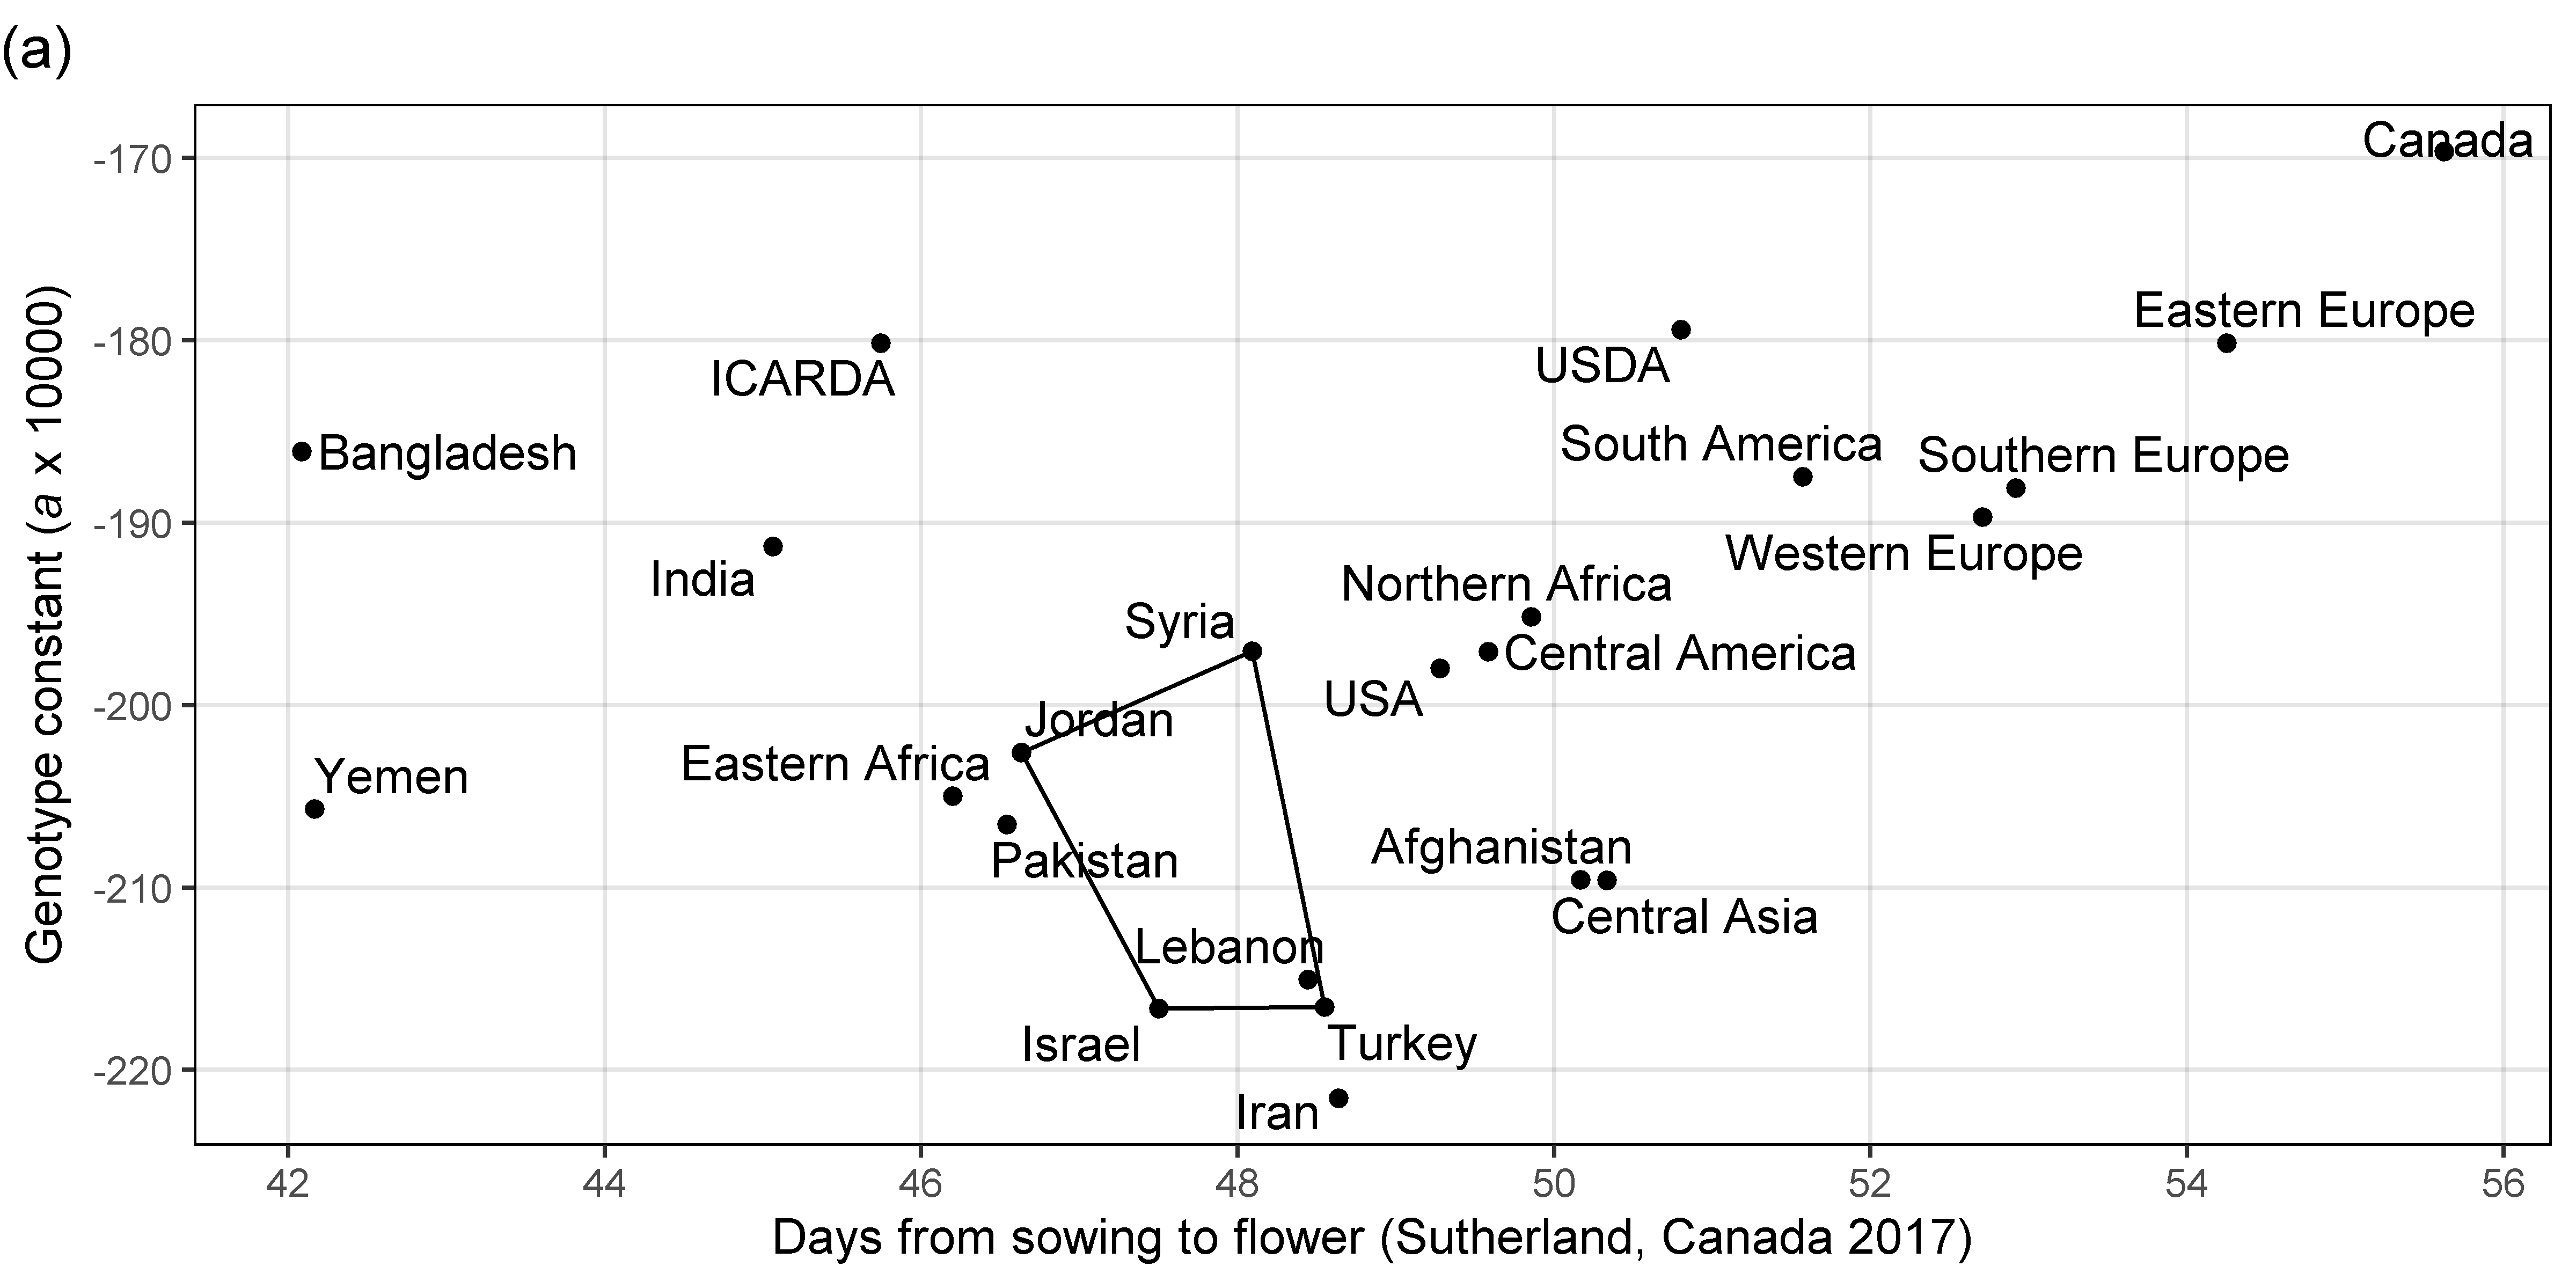 (a)
Canada
-170
Eastern Europe
-180
USDA
ICARDA
South America
Southern Europe
Bangladesh
-190
Western Europe
India
Northern Africa
Syria
Central America
USA
-200
Jordan
Eastern Africa
Yemen
Afghanistan
Pakistan
-210
Central Asia
Lebanon
Israel
Turkey
-220
Iran
Genotype constant (a x 10000)
42 44 46 48 50 52 54 56
Days from sowing to flower (Sutherland, Canada 2017)